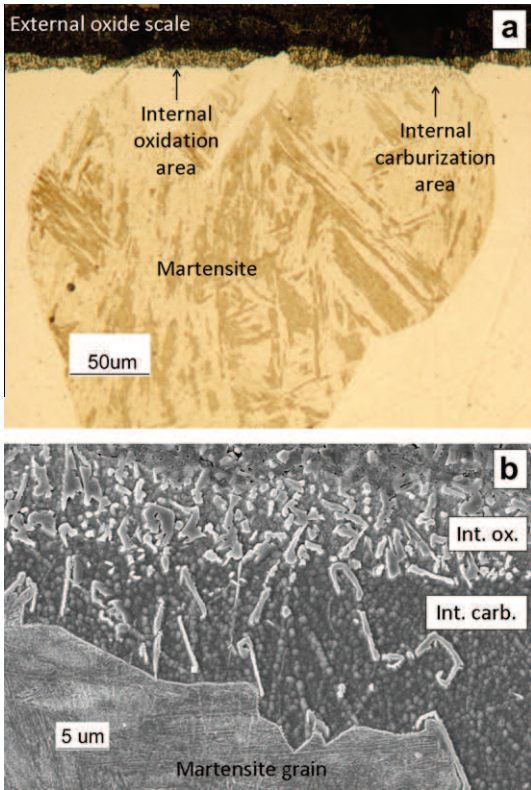 External oxide scale
a
Internal
oxidation
area
Internal
carburization
area
Martensite
50um
b
Int. ox.
Int. carb.
5 um
Martensite grain